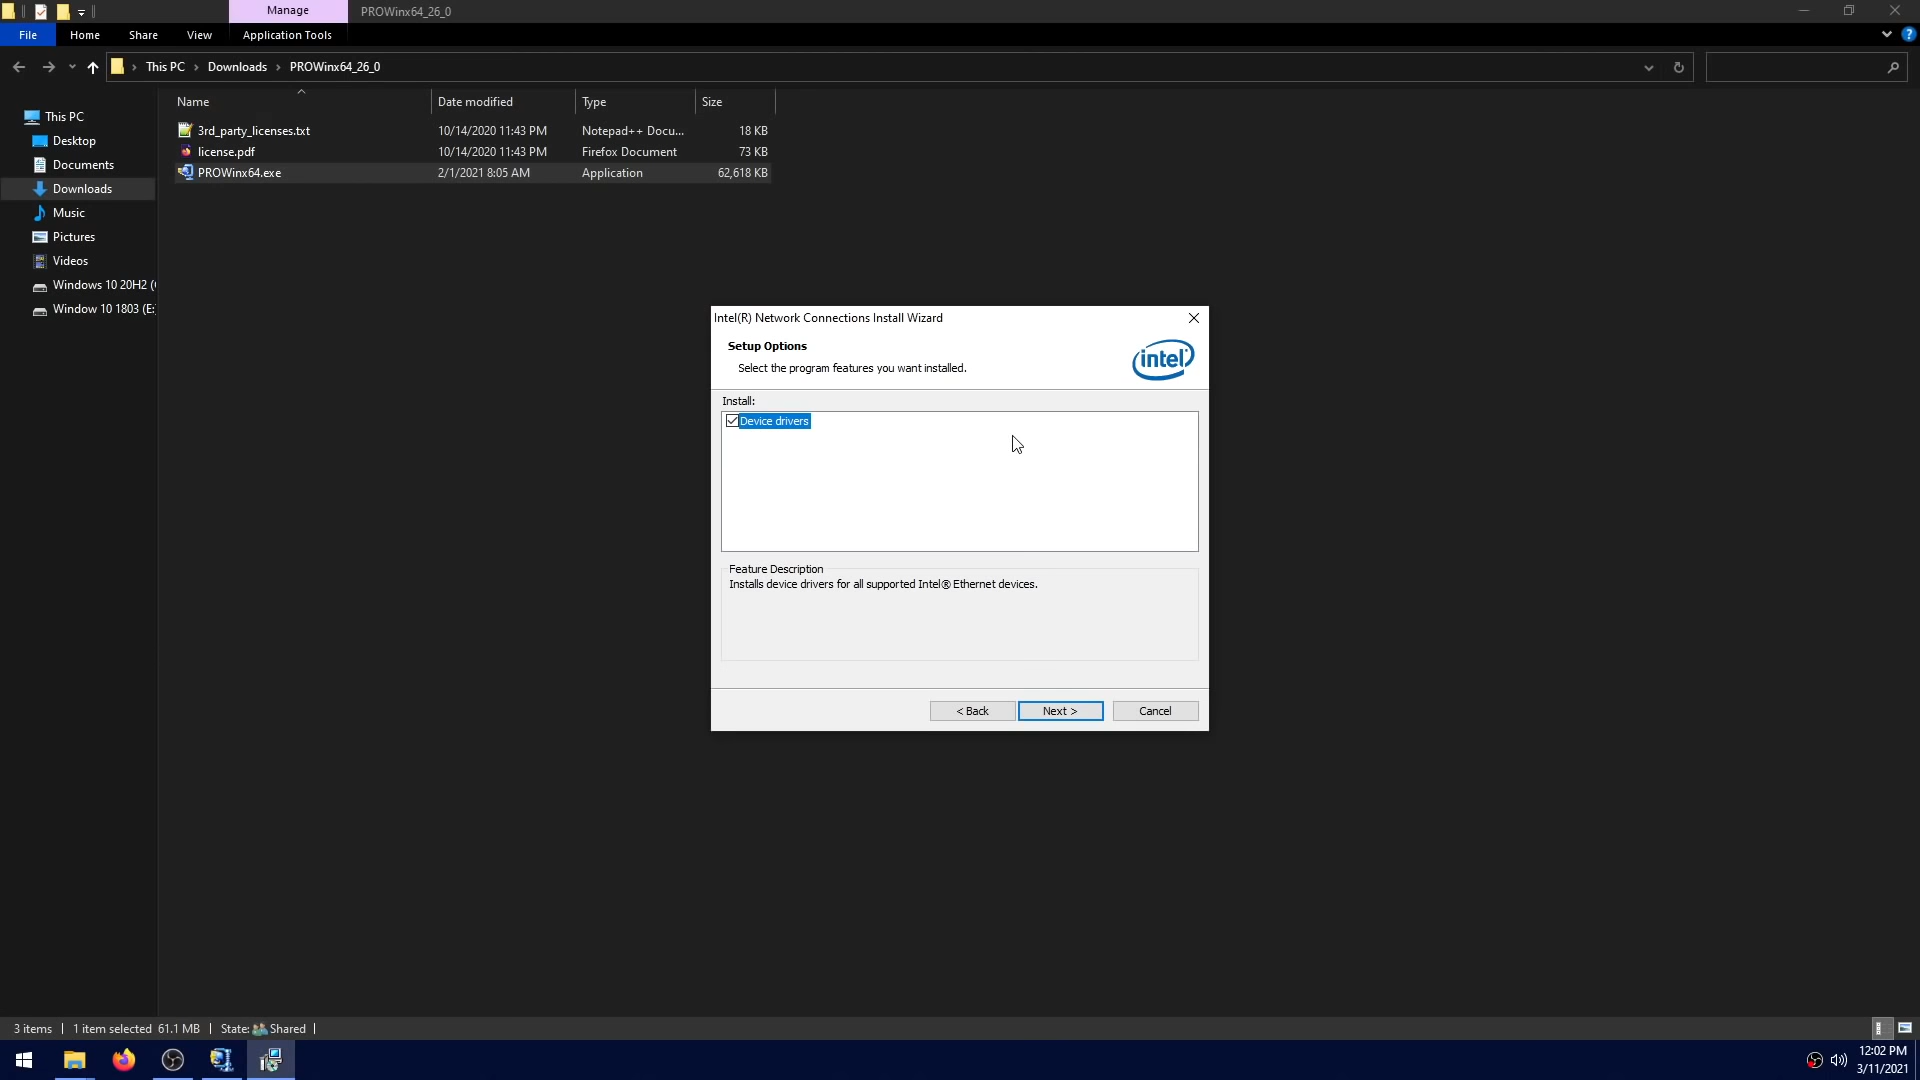 Manage
PROWinx64_26_0
File
Home
Share
View
Application Tools
This PC
Downloads
PROWinx64_26_0
This PC
Desktop
Documents
Downloads
Music
Pictures
Videos
Windows 10 20H2 (
Window 10 1803 (E:
Name
Date modified
Type
Size
3rd_party_licenses.txt
10/14/2020 11:43 PM
Notepad++ Docu...
18 KB
license.pdf
10/14/2020 11:43 PM
Firefox Document
73 KB
PROWinx64.exe
2/1/2021 8:05 AM
Application
62,618 KB
Intel(R) Network Connections Install Wizard
Setup Options
Select the program features you want installed.
intel
Install:
Device drivers
Feature Description
Installs device drivers for all supported Intel® Ethernet devices.
< Back
Next >
Cancel
3 items
1 item selected 61.1 MB
State: Shared
12:02 PM
3/11/2021